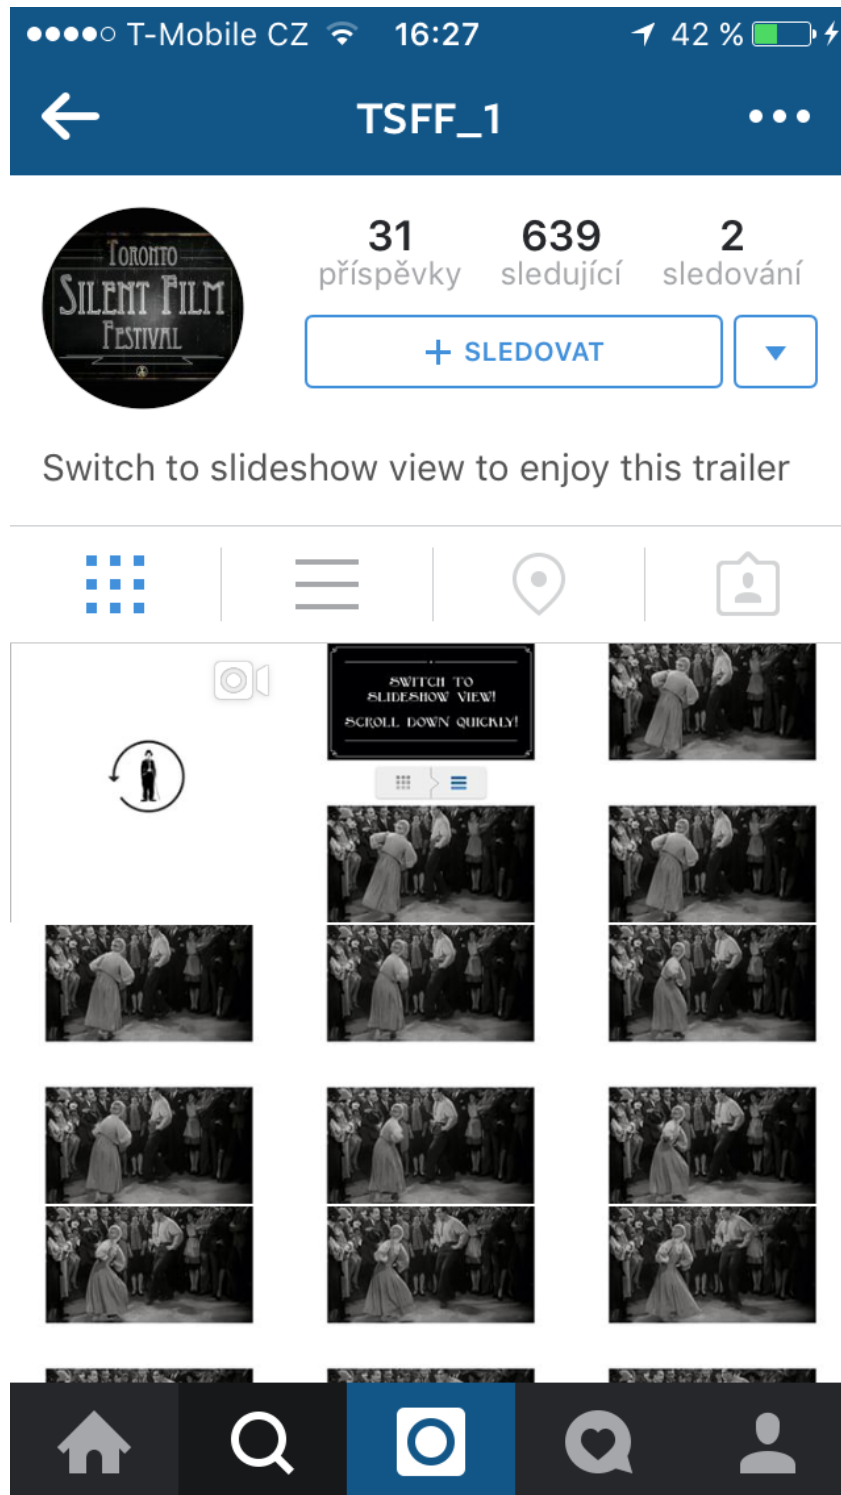 T-Mobile CZ 16:27 42 %
TSFF_1
TORONTO
SILENT FILM
FESTIVAL
31 639 2
příspěvky sledující sledování
+ SLEDOVAT
Switch to slideshow view to enjoy this trailer
SWITCH TO
SLIDESHOW VIEW!
SCROLL DOWN QUICKLY!